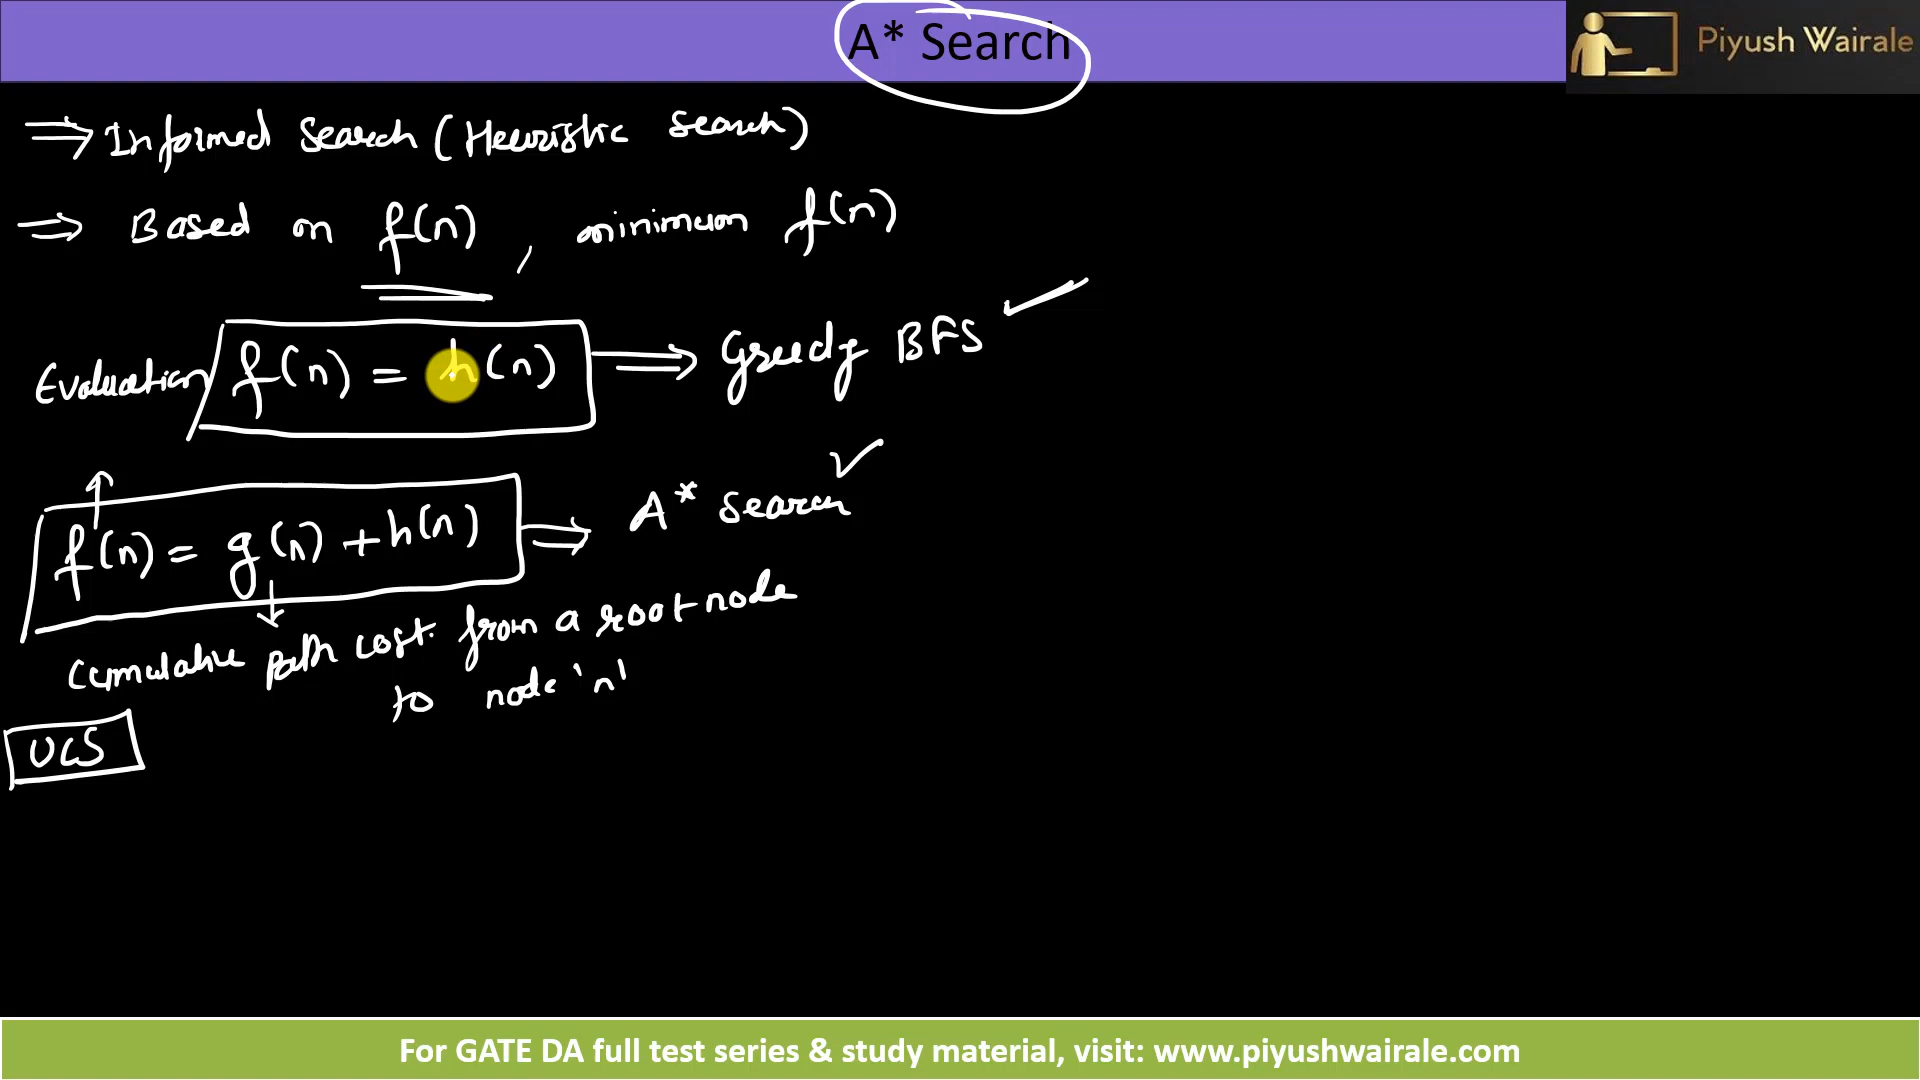 A* Search
Piyush Wairale
⇒ Informed Search (Heuristic Search)
⇒ Based on f(n), minimum f(n)
Evaluation f(n) = h(n) ⇒ Greedy BFS ✓
f(n) = g(n) + h(n) ⇒ A* Search ✓
Cumulative path cost from a root node
to node 'n'
UCS
For GATE DA full test series & study material, visit: www.piyushwairale.com